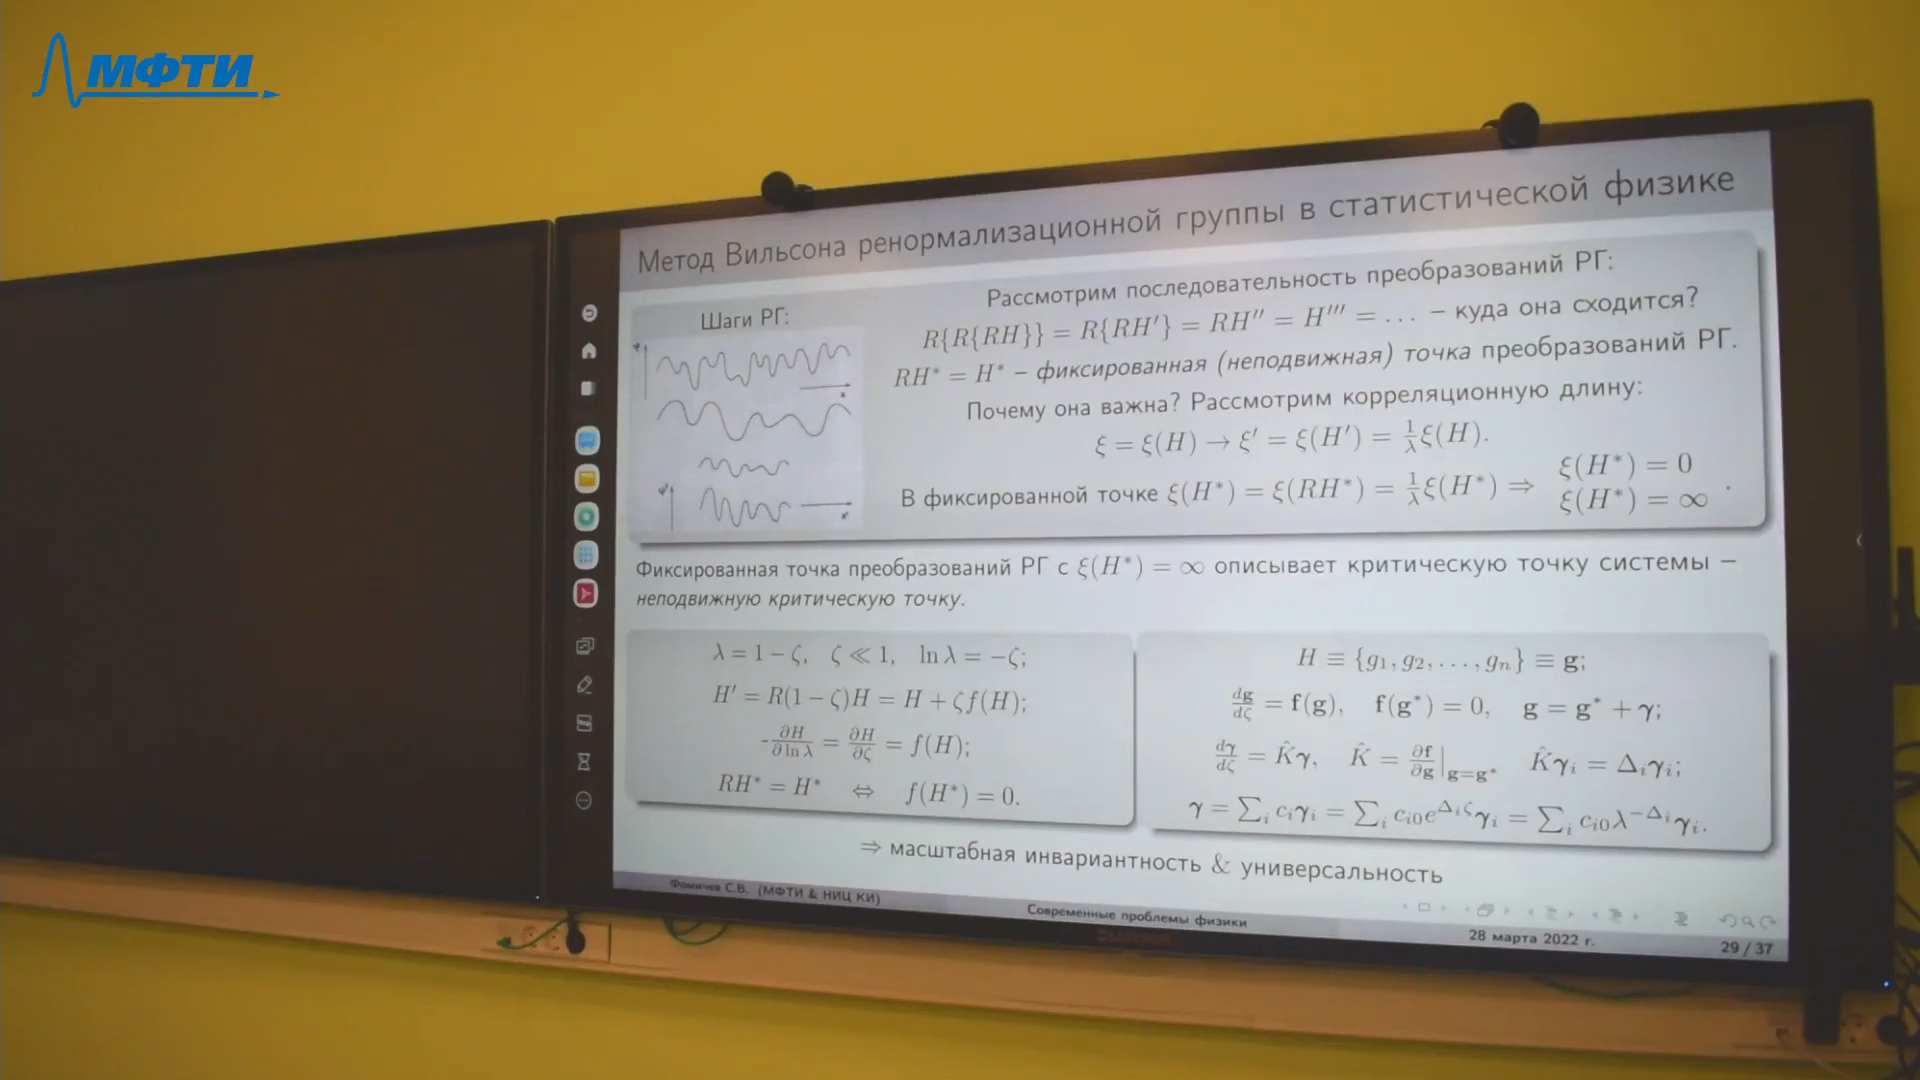 МФТИ
Метод Вильсона ренормализационной группы в статистической физике
Шаги РГ:
Рассмотрим последовательность преобразований РГ:
R{R{RH}} = R{RH′} = RH″ = H‴ = … – куда она сходится?
RH* = H* – фиксированная (неподвижная) точка преобразований РГ.
Почему она важна? Рассмотрим корреляционную длину:
ξ = ξ(H) → ξ′ = ξ(H′) = 1/λ ξ(H).
В фиксированной точке ξ(H*) = ξ(RH*) = 1/λ ξ(H*) ⇒ ξ(H*) = 0
ξ(H*) = ∞ .
Фиксированная точка преобразований РГ с ξ(H*) = ∞ описывает критическую точку системы –
неподвижную критическую точку.
λ = 1 − ζ, ζ ≪ 1, ln λ = −ζ;
H′ = R(1 − ζ)H = H + ζf(H);
-∂H/∂ ln λ = ∂H/∂ζ = f(H);
RH* = H* ⇔ f(H*) = 0.
H ≡ {g₁, g₂, …, gₙ} ≡ g;
dg/dζ = f(g), f(g*) = 0, g = g* + γ;
dγ/dζ = K̂γ, K̂ = ∂f/∂g|g=g* K̂γᵢ = Δᵢγᵢ;
γ = ∑ᵢ cᵢγᵢ = ∑ᵢ cᵢ₀e^{Δᵢζ}γᵢ = ∑ᵢ cᵢ₀λ^{−Δᵢ}γᵢ.
⇒ масштабная инвариантность & универсальность
Фомичев С.В. (МФТИ & НИЦ КИ)
Современные проблемы физики
28 марта 2022 г.
29 / 37